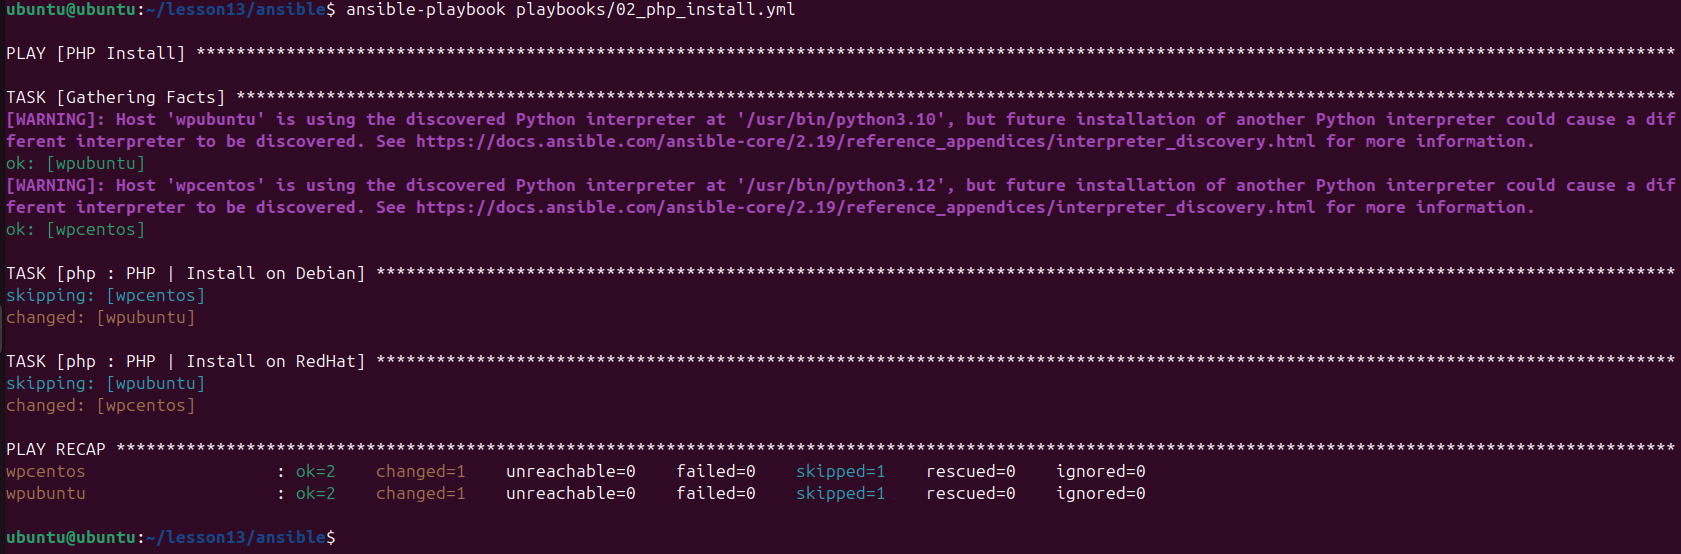 ubuntu@ubuntu:~/lesson13/ansible$ ansible-playbook playbooks/02_php_install.yml
PLAY [PHP Install] ****************************************************************************************************************************************************
TASK [Gathering Facts] ************************************************************************************************************************************************
[WARNING]: Host 'wpubuntu' is using the discovered Python interpreter at '/usr/bin/python3.10', but future installation of another Python interpreter could cause a dif
ferent interpreter to be discovered. See https://docs.ansible.com/ansible-core/2.19/reference_appendices/interpreter_discovery.html for more information.
ok: [wpubuntu]
[WARNING]: Host 'wpcentos' is using the discovered Python interpreter at '/usr/bin/python3.12', but future installation of another Python interpreter could cause a dif
ferent interpreter to be discovered. See https://docs.ansible.com/ansible-core/2.19/reference_appendices/interpreter_discovery.html for more information.
ok: [wpcentos]
TASK [php : PHP | Install on Debian] **********************************************************************************************************************************
skipping: [wpcentos]
changed: [wpubuntu]
TASK [php : PHP | Install on RedHat] **********************************************************************************************************************************
skipping: [wpubuntu]
changed: [wpcentos]
PLAY RECAP ************************************************************************************************************************************************************
wpcentos                   : ok=2    changed=1    unreachable=0    failed=0    skipped=1    rescued=0    ignored=0
wpubuntu                   : ok=2    changed=1    unreachable=0    failed=0    skipped=1    rescued=0    ignored=0
ubuntu@ubuntu:~/lesson13/ansible$